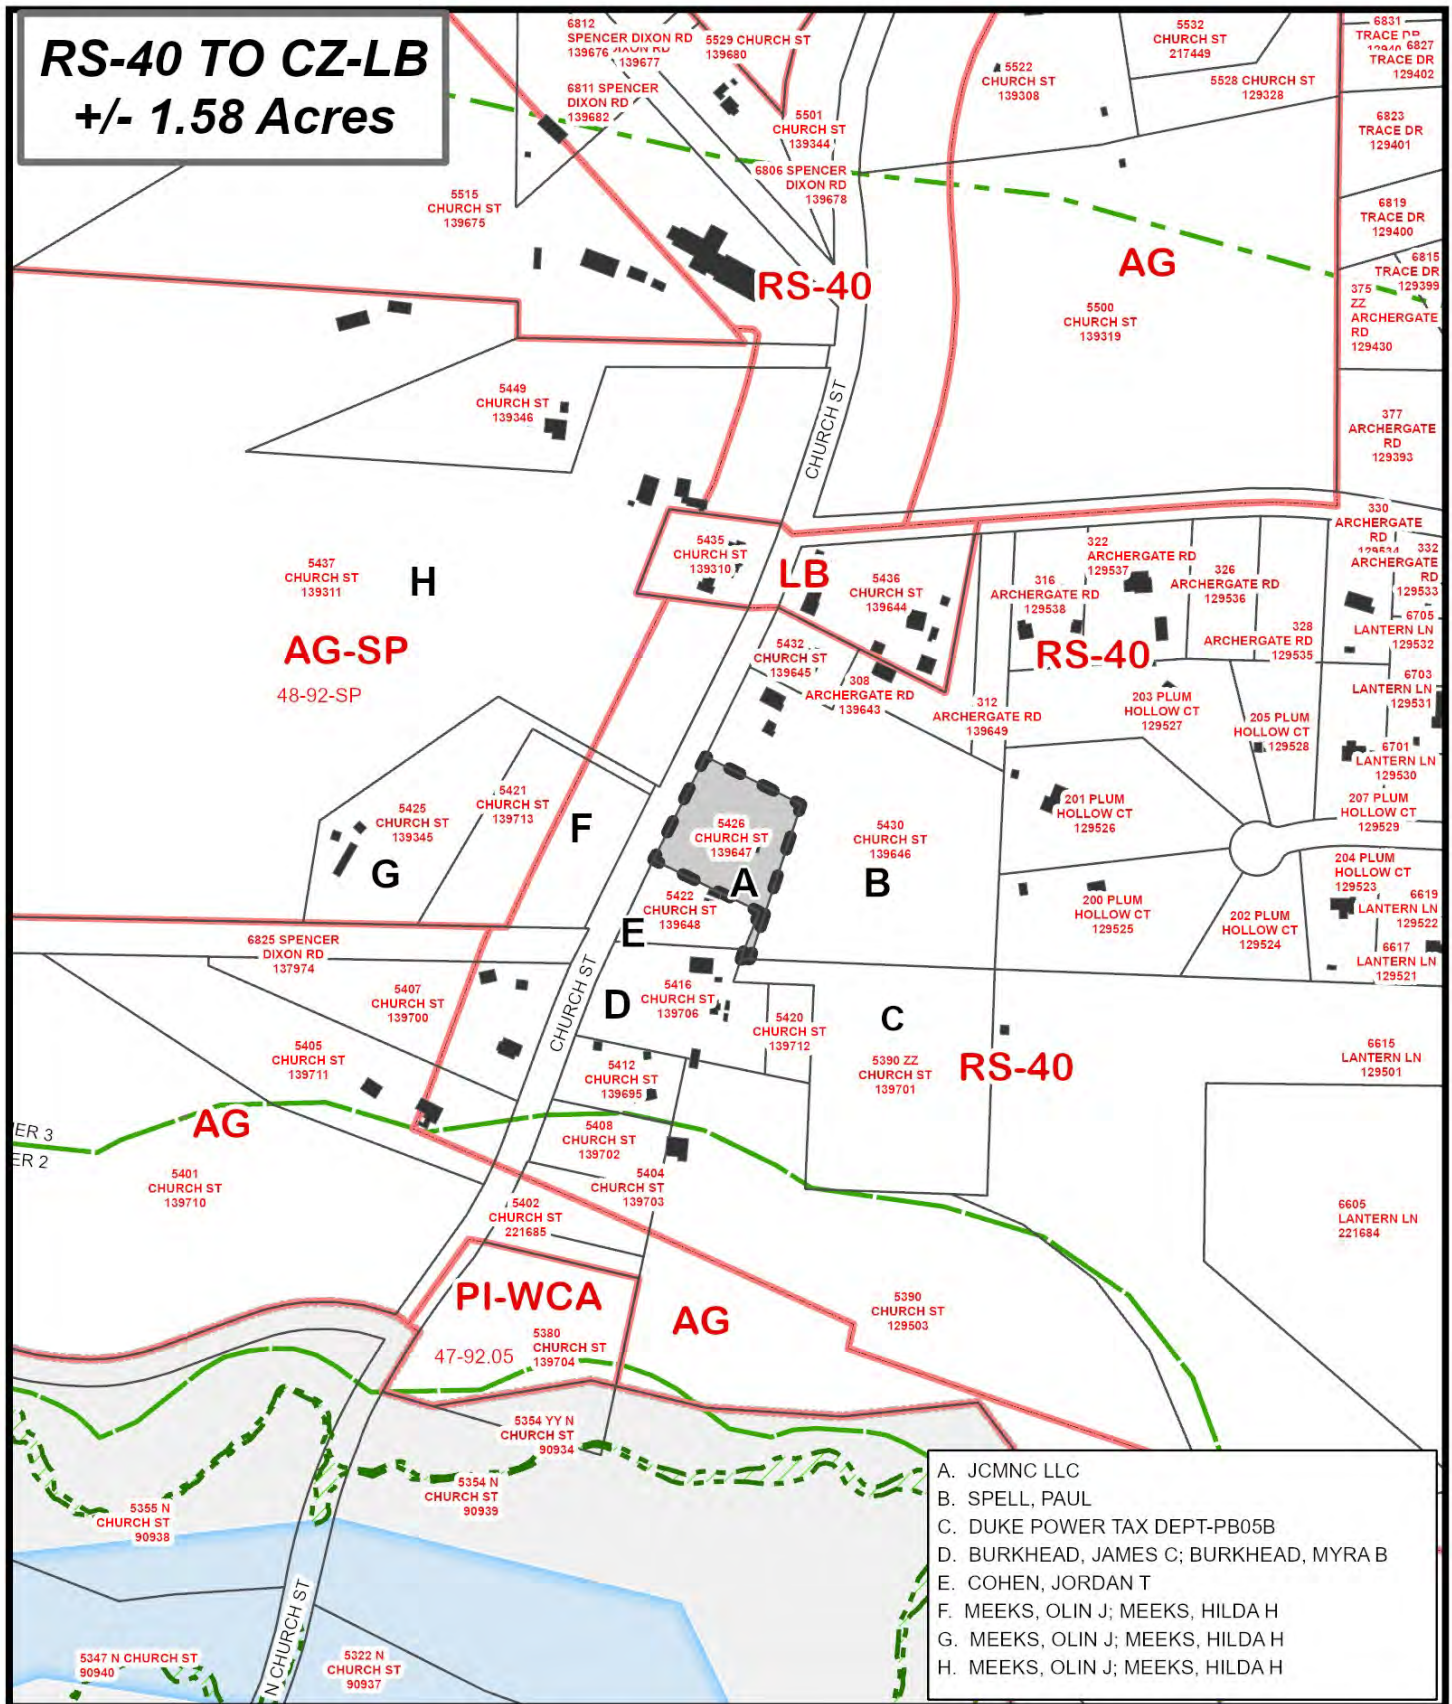 RS-40 TO CZ-LB
+/- 1.58 Acres
6812
SPENCER DIXON RD
139676
DIXON RD
139677
5529 CHURCH ST
139680
6811 SPENCER
DIXON RD
139682
5501
CHURCH ST
139344
6806 SPENCER
DIXON RD
139678
5522
CHURCH ST
139308
5532
CHURCH ST
217449
5528 CHURCH ST
129328
6831
TRACE DR
6827
TRACE DR
129402
6823
TRACE DR
129401
6819
TRACE DR
129400
6815
TRACE DR
129399
375
ZZ
ARCHERGATE
RD
129430
5515
CHURCH ST
139675
RS-40
AG
5500
CHURCH ST
139319
5449
CHURCH ST
139346
CHURCH ST
377
ARCHERGATE
RD
129393
5437
CHURCH ST
139311
H
AG-SP
48-92-SP
5435
CHURCH ST
139310
LB
5436
CHURCH ST
139644
5432
CHURCH ST
139645
308
ARCHERGATE RD
139643
312
ARCHERGATE RD
139649
316
ARCHERGATE RD
129538
322
ARCHERGATE RD
129537
326
ARCHERGATE RD
129536
328
ARCHERGATE RD
129535
330
ARCHERGATE
RD
129534
332
ARCHERGATE
RD
129533
6705
LANTERN LN
129532
RS-40
6703
LANTERN LN
129531
203 PLUM
HOLLOW CT
129527
205 PLUM
HOLLOW CT
129528
6701
LANTERN LN
129530
201 PLUM
HOLLOW CT
129526
207 PLUM
HOLLOW CT
129529
5425
CHURCH ST
139345
G
5421
CHURCH ST
139713
F
5426
CHURCH ST
139647
A
5430
CHURCH ST
139646
B
204 PLUM
HOLLOW CT
129523
6619
LANTERN LN
129522
200 PLUM
HOLLOW CT
129525
202 PLUM
HOLLOW CT
129524
6617
LANTERN LN
129521
5422
CHURCH ST
139648
E
6825 SPENCER
DIXON RD
137974
5407
CHURCH ST
139700
CHURCH ST
D
5416
CHURCH ST
139706
5420
CHURCH ST
139712
C
5390 ZZ
CHURCH ST
139701
RS-40
6615
LANTERN LN
129501
5405
CHURCH ST
139711
5412
CHURCH ST
139695
AG
IER 3
ER 2
5408
CHURCH ST
139702
5401
CHURCH ST
139710
5404
CHURCH ST
139703
5402
CHURCH ST
221685
6605
LANTERN LN
221684
PI-WCA
47-92.05
5380
CHURCH ST
139704
AG
5390
CHURCH ST
129503
5354 YY N
CHURCH ST
90934
5354 N
CHURCH ST
90939
5355 N
CHURCH ST
90938
N CHURCH ST
5347 N CHURCH ST
90940
5322 N
CHURCH ST
90937
A. JCMNC LLC
B. SPELL, PAUL
C. DUKE POWER TAX DEPT-PB05B
D. BURKHEAD, JAMES C; BURKHEAD, MYRA B
E. COHEN, JORDAN T
F. MEEKS, OLIN J; MEEKS, HILDA H
G. MEEKS, OLIN J; MEEKS, HILDA H
H. MEEKS, OLIN J; MEEKS, HILDA H